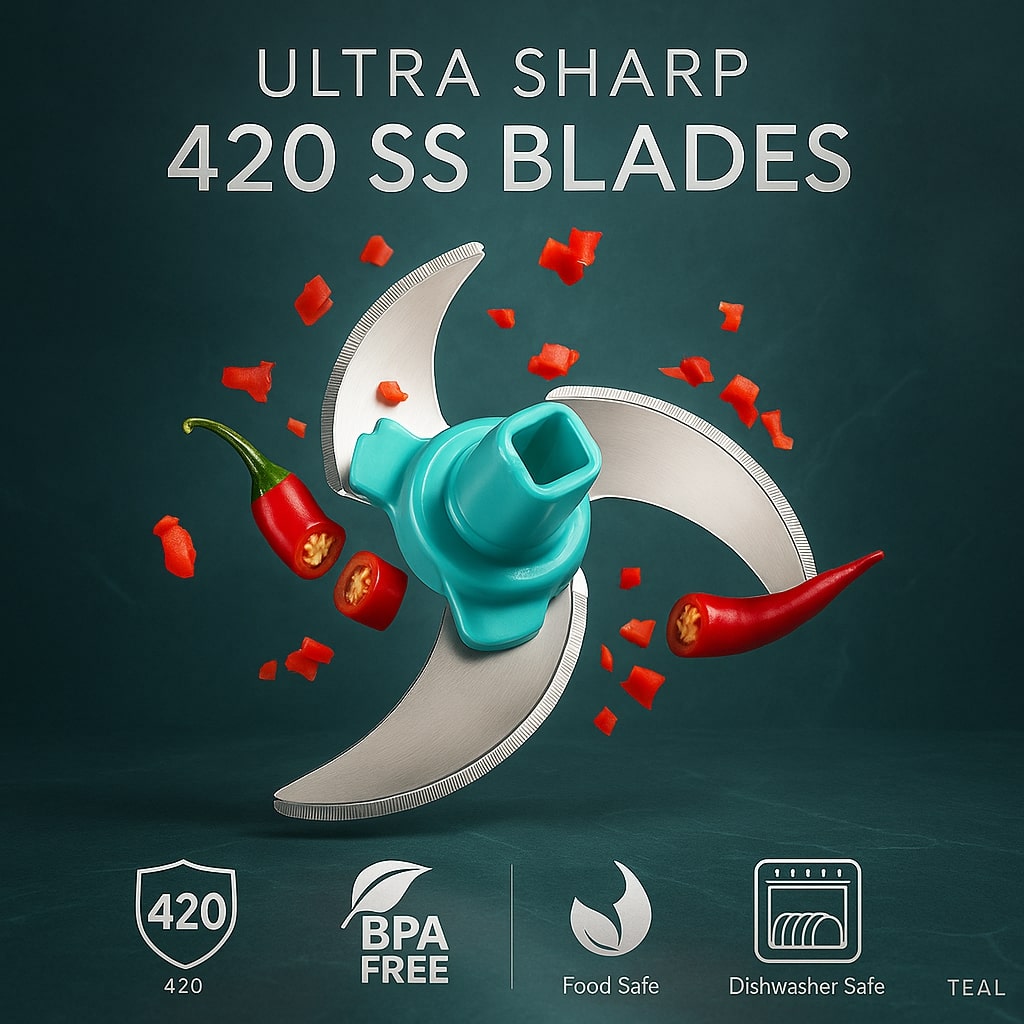 ULTRA SHARP
420 SS BLADES
420
420
BPA
FREE
Food Safe
Dishwasher Safe
TEAL